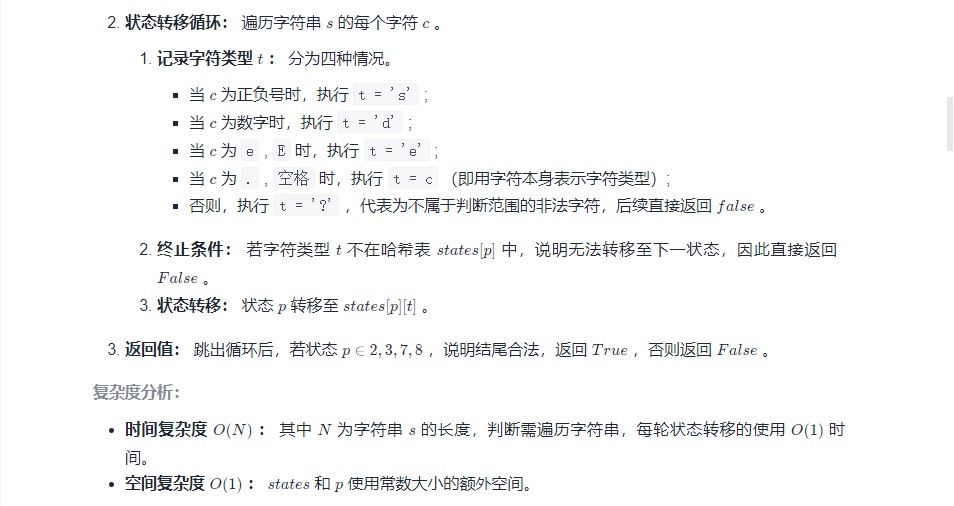 2. 状态转移循环： 遍历字符串 s 的每个字符 c 。
1. 记录字符类型 t ： 分为四种情况。
▪ 当 c 为正负号时，执行 t = 's' ；
▪ 当 c 为数字时，执行 t = 'd' ；
▪ 当 c 为 e , E 时，执行 t = 'e' ；
▪ 当 c 为 . , 空格 时，执行 t = c （即用字符本身表示字符类型）；
▪ 否则，执行 t = '?' ，代表为不属于判断范围的非法字符，后续直接返回 false 。
2. 终止条件： 若字符类型 t 不在哈希表 states[p] 中，说明无法转移至下一状态，因此直接返回
False 。
3. 状态转移： 状态 p 转移至 states[p][t] 。
3. 返回值： 跳出循环后，若状态 p ∈ 2, 3, 7, 8 ，说明结尾合法，返回 True ，否则返回 False 。
复杂度分析：
• 时间复杂度 O(N) ： 其中 N 为字符串 s 的长度，判断需遍历字符串，每轮状态转移的使用 O(1) 时
间。
• 空间复杂度 O(1) ： states 和 p 使用常数大小的额外空间。